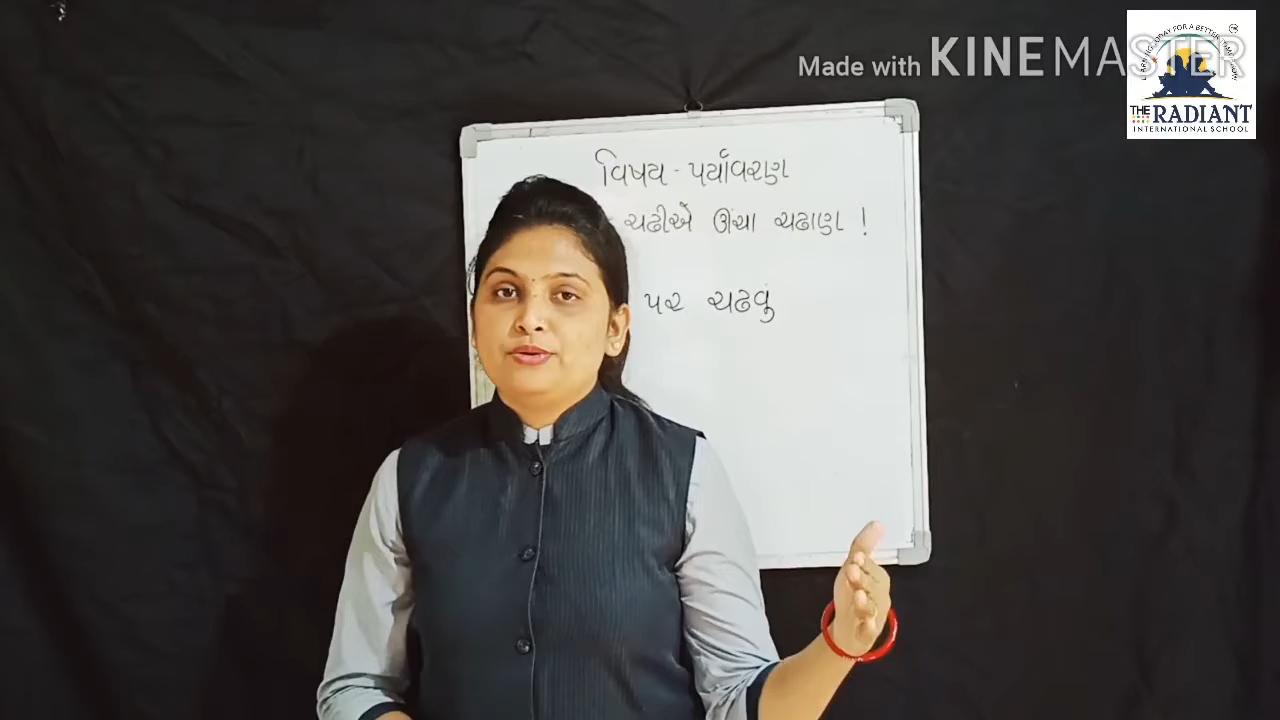 Made with KINEMASTER
THE RADIANT
INTERNATIONAL SCHOOL
વિષય - પર્યાવરણ
ચઢીએ ઊંચા ચઢાણ !
પર ચઢવું